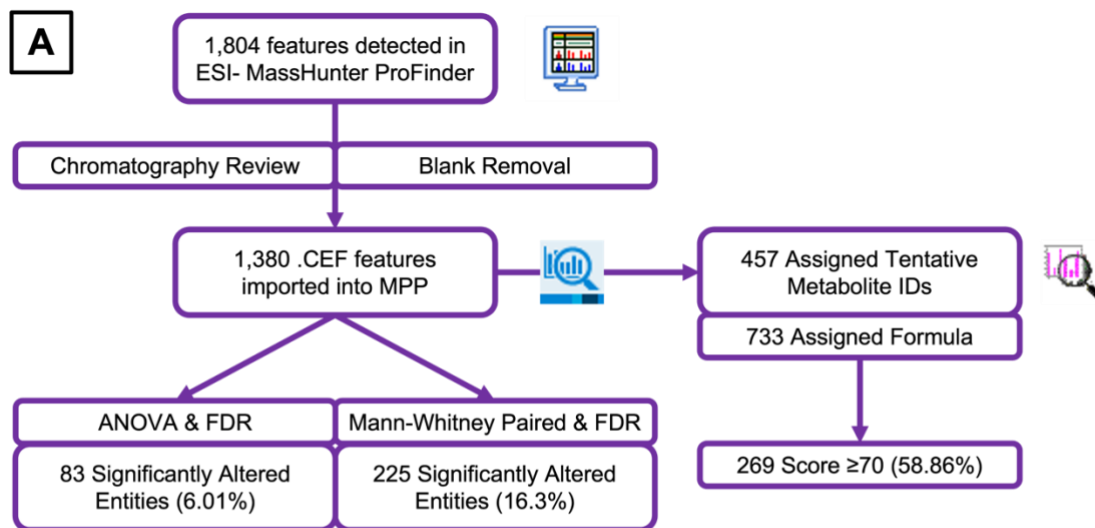 A
1,804 features detected in
ESI- MassHunter ProFinder
Chromatography Review
Blank Removal
1,380 .CEF features
imported into MPP
457 Assigned Tentative
Metabolite IDs
733 Assigned Formula
ANOVA & FDR
Mann-Whitney Paired & FDR
83 Significantly Altered
Entities (6.01%)
225 Significantly Altered
Entities (16.3%)
269 Score ≥70 (58.86%)